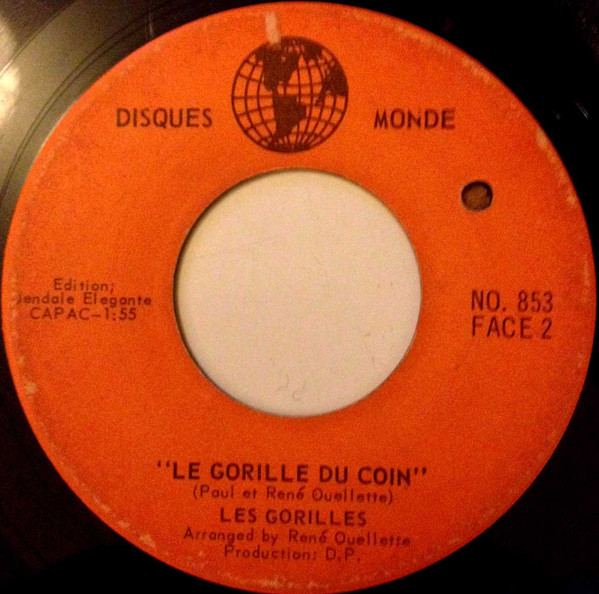 DISQUES MONDE
Edition;
Elegante
CAPAC-1:55
NO. 853
FACE 2
"LE GORILLE DU COIN"
(Paul et René Ouellette)
LES GORILLES
Arranged by René Ouellette
Production: D.P.